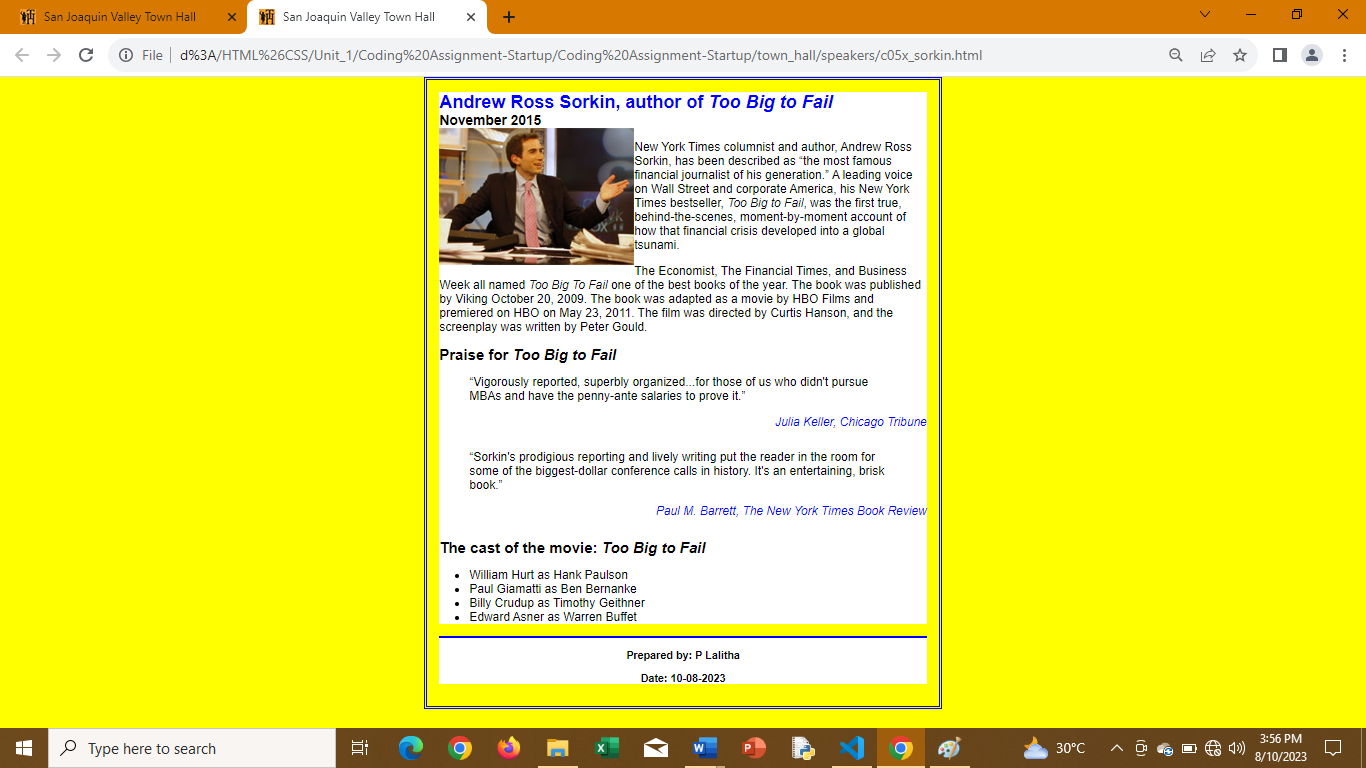 San Joaquin Valley Town Hall
San Joaquin Valley Town Hall
File
d%3A/HTML%26CSS/Unit_1/Coding%20Assignment-Startup/Coding%20Assignment-Startup/town_hall/speakers/c05x_sorkin.html
Andrew Ross Sorkin, author of Too Big to Fail
November 2015
New York Times columnist and author, Andrew Ross
Sorkin, has been described as “the most famous
financial journalist of his generation.” A leading voice
on Wall Street and corporate America, his New York
Times bestseller, Too Big to Fail, was the first true,
behind-the-scenes, moment-by-moment account of
how that financial crisis developed into a global
tsunami.
The Economist, The Financial Times, and Business
Week all named Too Big To Fail one of the best books of the year. The book was published
by Viking October 20, 2009. The book was adapted as a movie by HBO Films and
premiered on HBO on May 23, 2011. The film was directed by Curtis Hanson, and the
screenplay was written by Peter Gould.
Praise for Too Big to Fail
“Vigorously reported, superbly organized...for those of us who didn't pursue
MBAs and have the penny-ante salaries to prove it.”
Julia Keller, Chicago Tribune
“Sorkin's prodigious reporting and lively writing put the reader in the room for
some of the biggest-dollar conference calls in history. It's an entertaining, brisk
book.”
Paul M. Barrett, The New York Times Book Review
The cast of the movie: Too Big to Fail
• William Hurt as Hank Paulson
• Paul Giamatti as Ben Bernanke
• Billy Crudup as Timothy Geithner
• Edward Asner as Warren Buffet
Prepared by: P Lalitha
Date: 10-08-2023
Type here to search
30°C
3:56 PM
8/10/2023